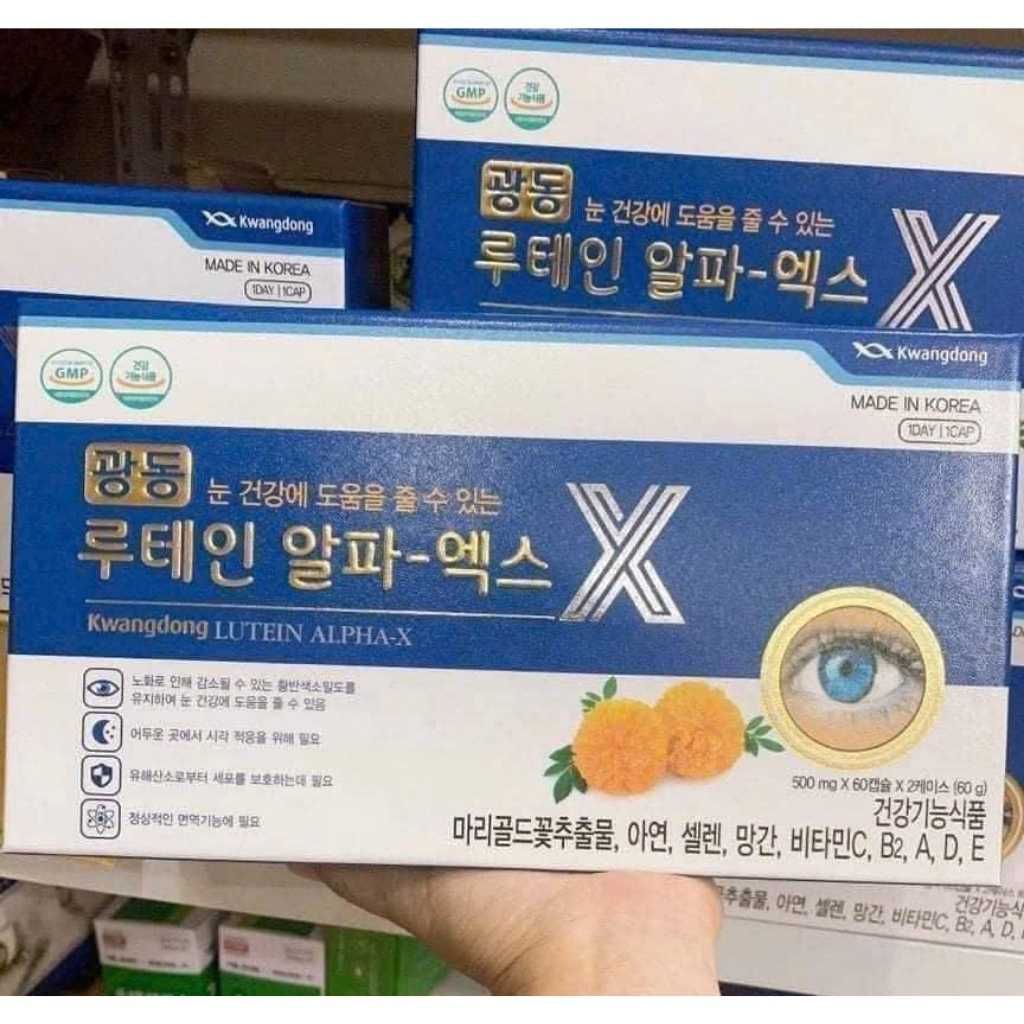 GMP
건강
기능식품
광동
눈 건강에 도움을 줄 수 있는
루테인 알파-엑스
X
Kwangdong
MADE IN KOREA
1DAY | 1CAP
Kwangdong
MADE IN KOREA
1DAY | 1CAP
GMP
건강
기능식품
광동
눈 건강에 도움을 줄 수 있는
루테인 알파-엑스
X
Kwangdong LUTEIN ALPHA-X
노화로 인해 감소될 수 있는 황반색소밀도를
유지하여 눈 건강에 도움을 줄 수 있음
어두운 곳에서 시각 적응을 위해 필요
유해산소로부터 세포를 보호하는데 필요
정상적인 면역기능에 필요
500 mg X 60캡슐 X 2케이스 (60 g)
건강기능식품
마리골드꽃추출물, 아연, 셀렌, 망간, 비타민C, B2, A, D, E
건강기능식
추출물, 아연, 셀렌, 망간, 비타민C, B2, A, D,